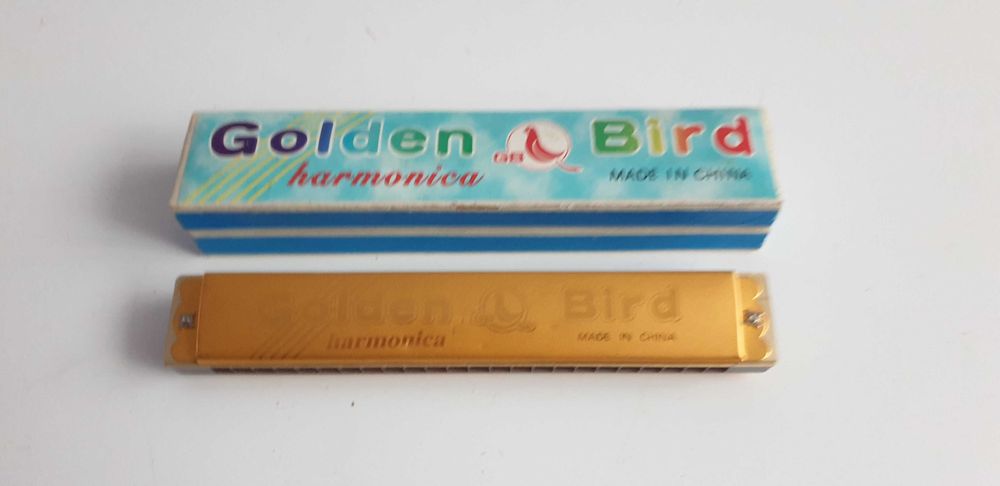 Golden GB Bird
harmonica MADE IN CHINA
Golden Bird
harmonica MADE IN CHINA